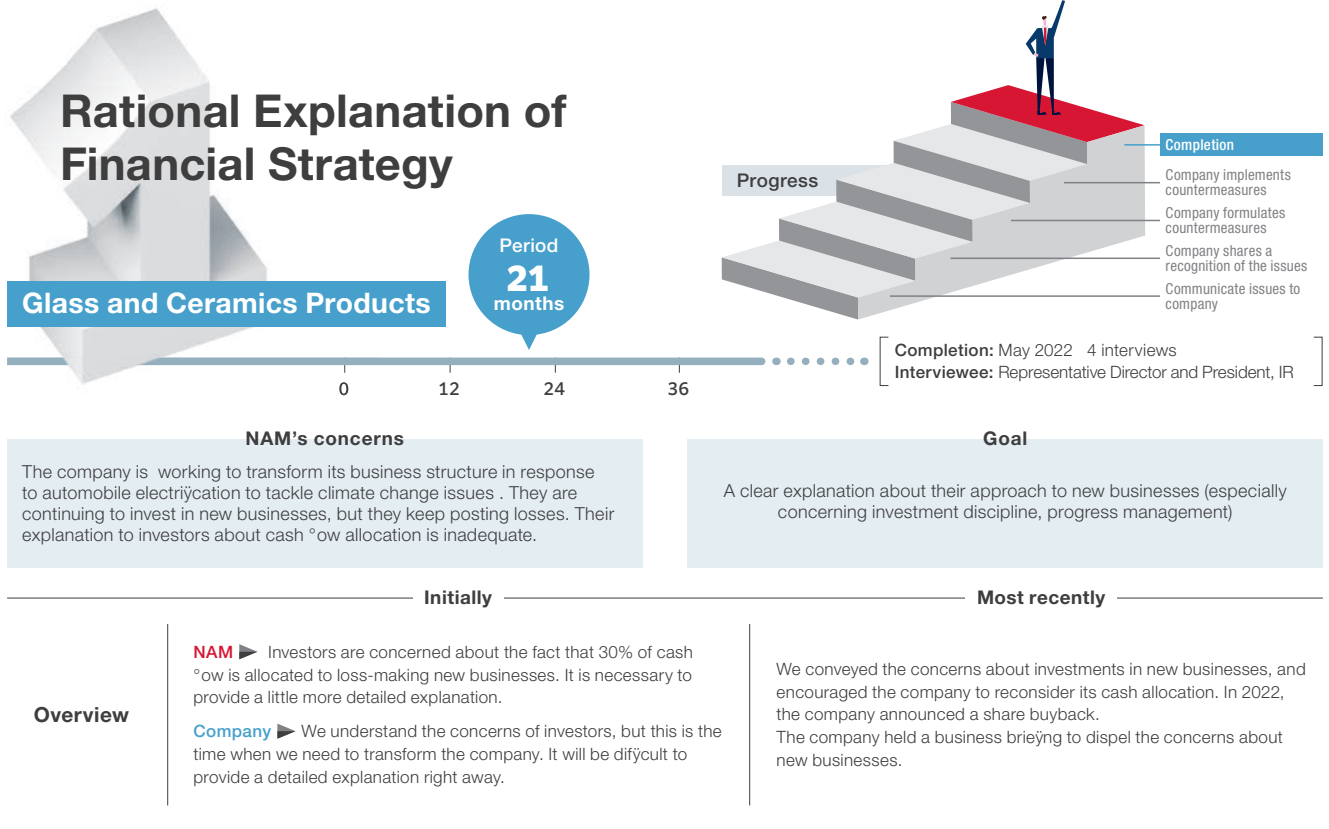 Rational Explanation of
Financial Strategy
Glass and Ceramics Products
Period
21
months
0
12
24
36
Progress
Completion
Company implements
countermeasures
Company formulates
countermeasures
Company shares a
recognition of the issues
Communicate issues to
company
Completion: May 2022 4 interviews
Interviewee: Representative Director and President, IR
NAM's concerns
The company is working to transform its business structure in response
to automobile electriÿcation to tackle climate change issues . They are
continuing to invest in new businesses, but they keep posting losses. Their
explanation to investors about cash °ow allocation is inadequate.
Goal
A clear explanation about their approach to new businesses (especially
concerning investment discipline, progress management)
Initially
Most recently
Overview
NAM ▶ Investors are concerned about the fact that 30% of cash
°ow is allocated to loss-making new businesses. It is necessary to
provide a little more detailed explanation.
Company ▶ We understand the concerns of investors, but this is the
time when we need to transform the company. It will be difÿcult to
provide a detailed explanation right away.
We conveyed the concerns about investments in new businesses, and
encouraged the company to reconsider its cash allocation. In 2022,
the company announced a share buyback.
The company held a business brieÿng to dispel the concerns about
new businesses.